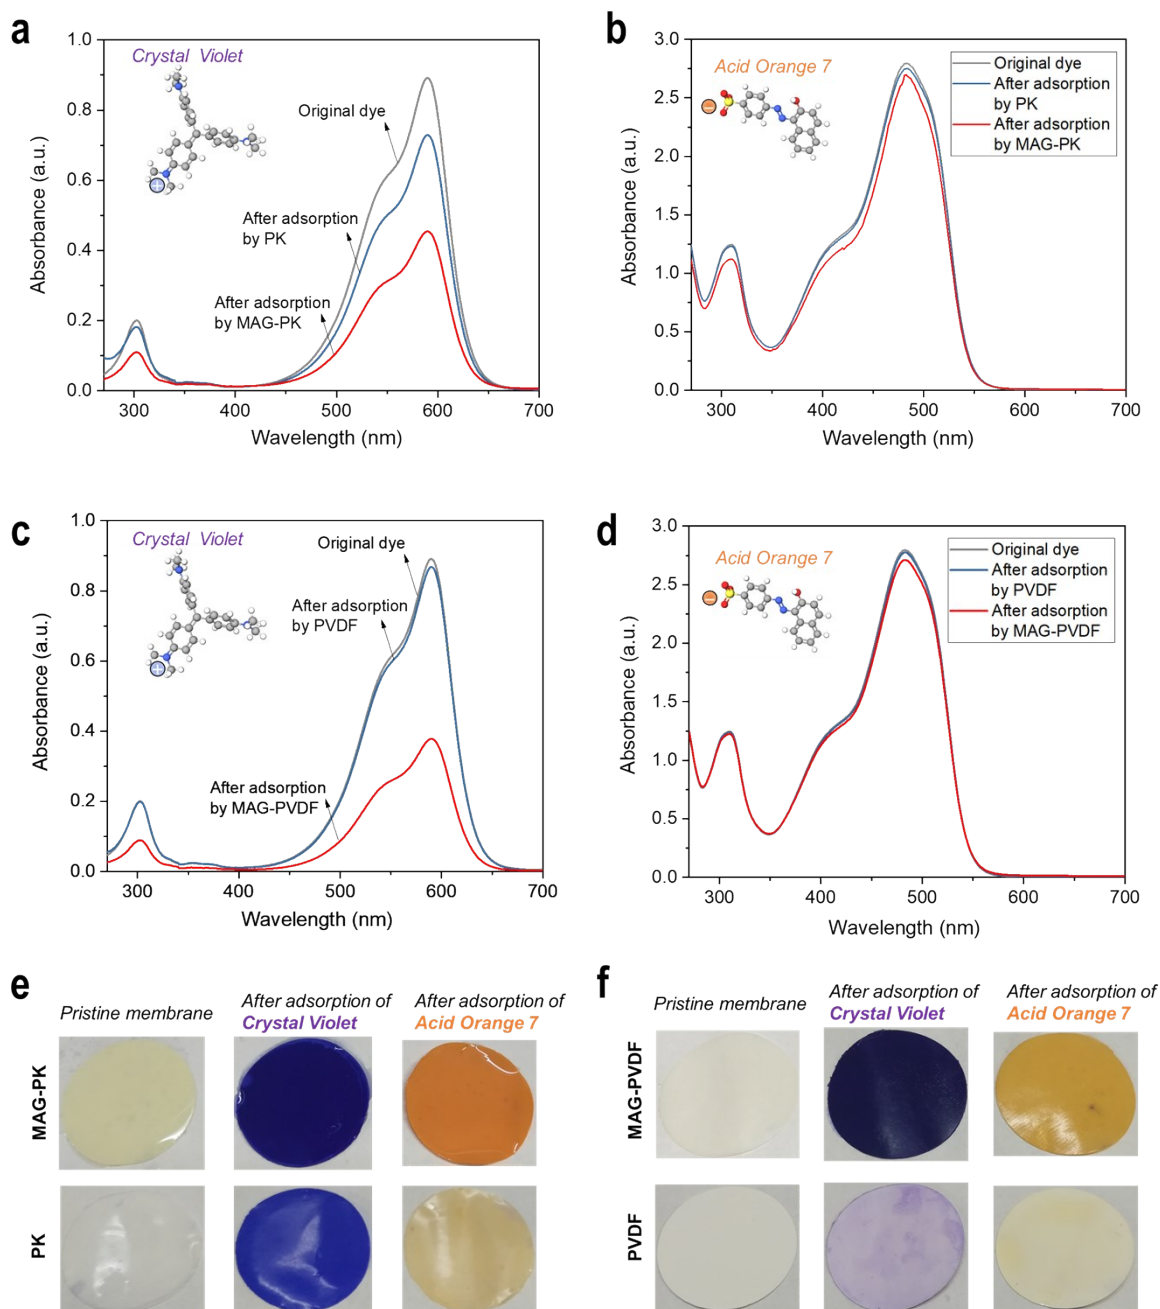 a
1.0
0.8
0.6
0.4
0.2
0.0
Absorbance (a.u.)
Crystal Violet
+
Original dye
After adsorption
by PK
After adsorption
by MAG-PK
300
400
500
600
700
Wavelength (nm)
b
3.0
2.5
2.0
1.5
1.0
0.5
0.0
Absorbance (a.u.)
Acid Orange 7
−
Original dye
After adsorption
by PK
After adsorption
by MAG-PK
300
400
500
600
700
Wavelength (nm)
c
1.0
0.8
0.6
0.4
0.2
0.0
Absorbance (a.u.)
Crystal Violet
+
Original dye
After adsorption
by PVDF
After adsorption
by MAG-PVDF
300
400
500
600
700
Wavelength (nm)
d
3.0
2.5
2.0
1.5
1.0
0.5
0.0
Absorbance (a.u.)
Acid Orange 7
−
Original dye
After adsorption
by PVDF
After adsorption
by MAG-PVDF
300
400
500
600
700
Wavelength (nm)
e
Pristine membrane
After adsorption of
Crystal Violet
After adsorption of
Acid Orange 7
MAG-PK
PK
f
Pristine membrane
After adsorption of
Crystal Violet
After adsorption of
Acid Orange 7
MAG-PVDF
PVDF